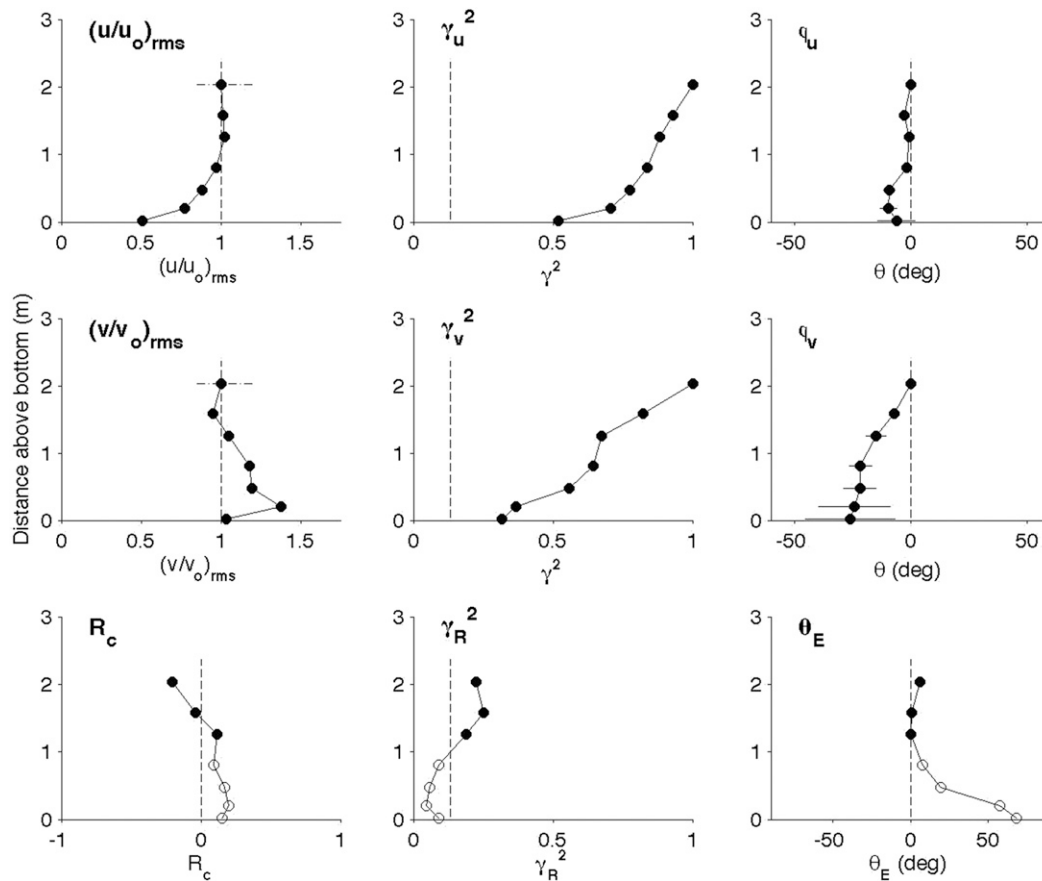 (u/u_o)_rms
γ_u^2
q_u
3
2
1
0
0 0.5 1 1.5
(u/u_o)_rms
3
2
1
0
0 0.5 1
γ^2
3
2
1
0
-50 0 50
θ (deg)
Distance above bottom (m)
(v/v_o)_rms
γ_v^2
q_v
3
2
1
0
0 0.5 1 1.5
(v/v_o)_rms
3
2
1
0
0 0.5 1
γ^2
3
2
1
0
-50 0 50
θ (deg)
R_c
γ_R^2
θ_E
3
2
1
0
-1 0 1
R_c
3
2
1
0
0 0.5 1
γ_R^2
3
2
1
0
-50 0 50
θ_E (deg)